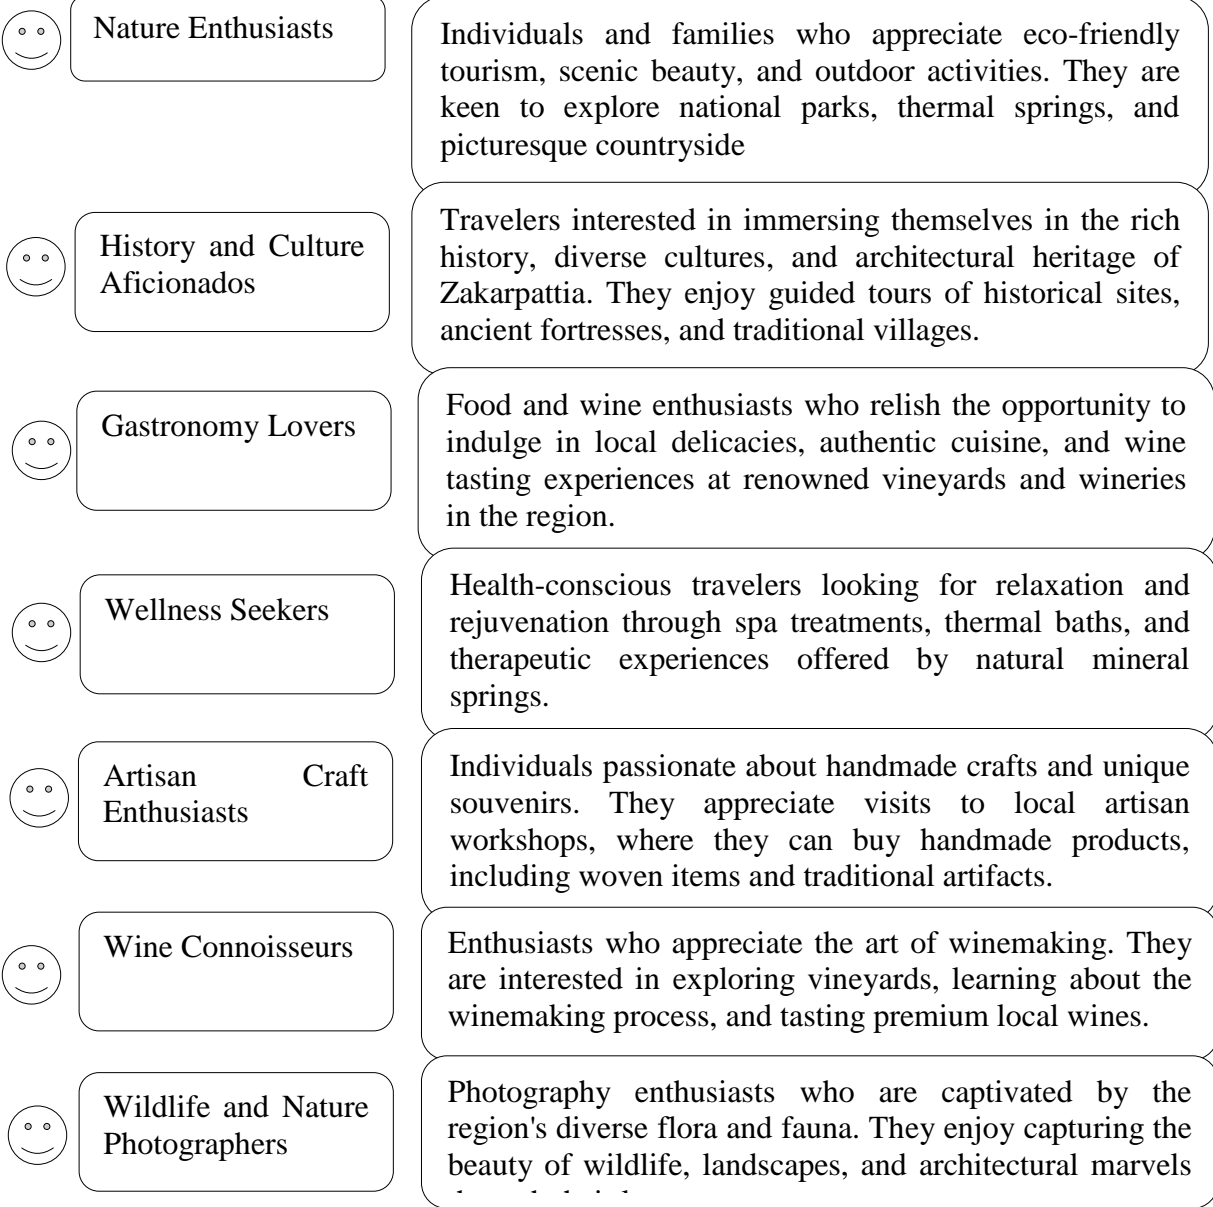 Nature Enthusiasts
Individuals and families who appreciate eco-friendly
tourism, scenic beauty, and outdoor activities. They are
keen to explore national parks, thermal springs, and
picturesque countryside
History and Culture
Aficionados
Travelers interested in immersing themselves in the rich
history, diverse cultures, and architectural heritage of
Zakarpattia. They enjoy guided tours of historical sites,
ancient fortresses, and traditional villages.
Gastronomy Lovers
Food and wine enthusiasts who relish the opportunity to
indulge in local delicacies, authentic cuisine, and wine
tasting experiences at renowned vineyards and wineries
in the region.
Wellness Seekers
Health-conscious travelers looking for relaxation and
rejuvenation through spa treatments, thermal baths, and
therapeutic experiences offered by natural mineral
springs.
Artisan Craft
Enthusiasts
Individuals passionate about handmade crafts and unique
souvenirs. They appreciate visits to local artisan
workshops, where they can buy handmade products,
including woven items and traditional artifacts.
Wine Connoisseurs
Enthusiasts who appreciate the art of winemaking. They
are interested in exploring vineyards, learning about the
winemaking process, and tasting premium local wines.
Wildlife and Nature
Photographers
Photography enthusiasts who are captivated by the
region's diverse flora and fauna. They enjoy capturing the
beauty of wildlife, landscapes, and architectural marvels